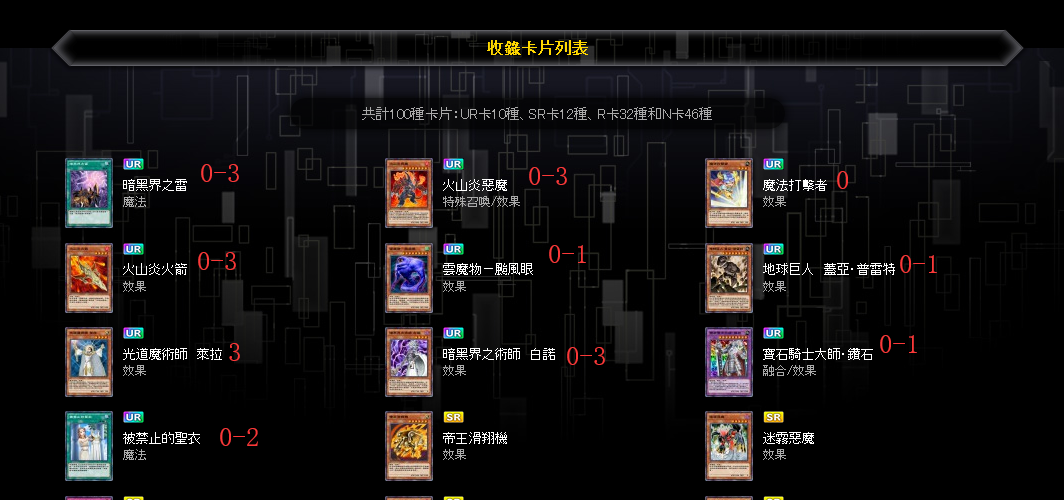 收錄卡片列表
共計100種卡片：UR卡10種、SR卡12種、R卡32種和N卡46種
UR
暗黑界之雷 0-3
魔法
UR
火山炎惡魔 0-3
特殊召喚/效果
UR
魔法打擊者 0
效果
UR
火山炎火箭 0-3
效果
UR
雲魔物－颱風眼 0-1
效果
UR
地球巨人 蓋亞·普雷特 0-1
效果
UR
光道魔術師 萊拉 3
效果
UR
暗黑界之術師 白諾 0-3
效果
UR
寶石騎士大師·鑽石 0-1
融合/效果
UR
被禁止的聖衣 0-2
魔法
SR
帝王滑翔機
效果
SR
迷霧惡魔
效果